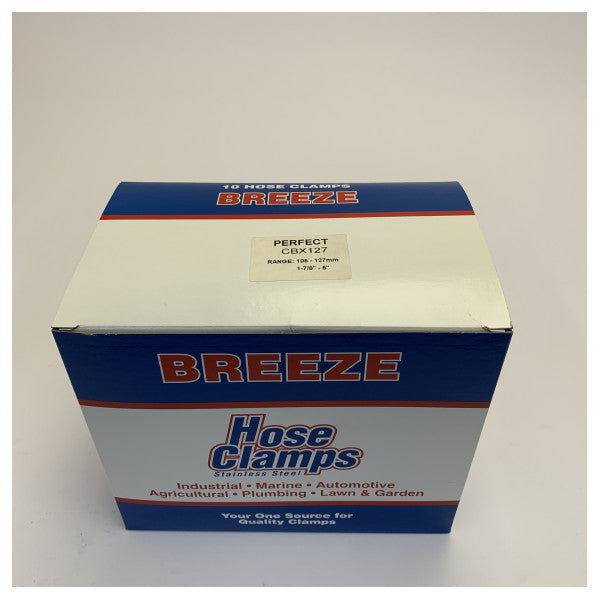 10 HOSE CLAMPS
BREEZE
PERFECT
CBX127
RANGE: 106 - 127mm
1-7/8" - 5"
BREEZE
Hose
Clamps
Stainless Steel
Industrial • Marine • Automotive
Agricultural • Plumbing • Lawn & Garden
Your One Source for
Quality Clamps